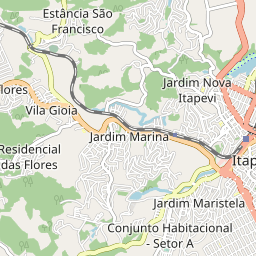 Estância São
Francisco
Jardim Nova
Itapevi
lores
Vila Gioia
Jardim Marina
Residencial
das Flores
Itap
Jardim Maristela
Conjunto Habitacional
- Setor A